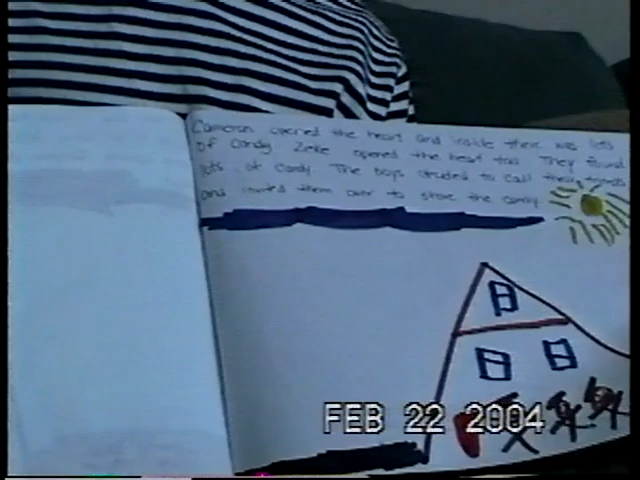 Cameron opened the heart and inside there was lots
of candy. Zeke opened the heart too. They found
lots of candy. The boys decided to call their friends
and invited them over to share the candy.
FEB 22 2004